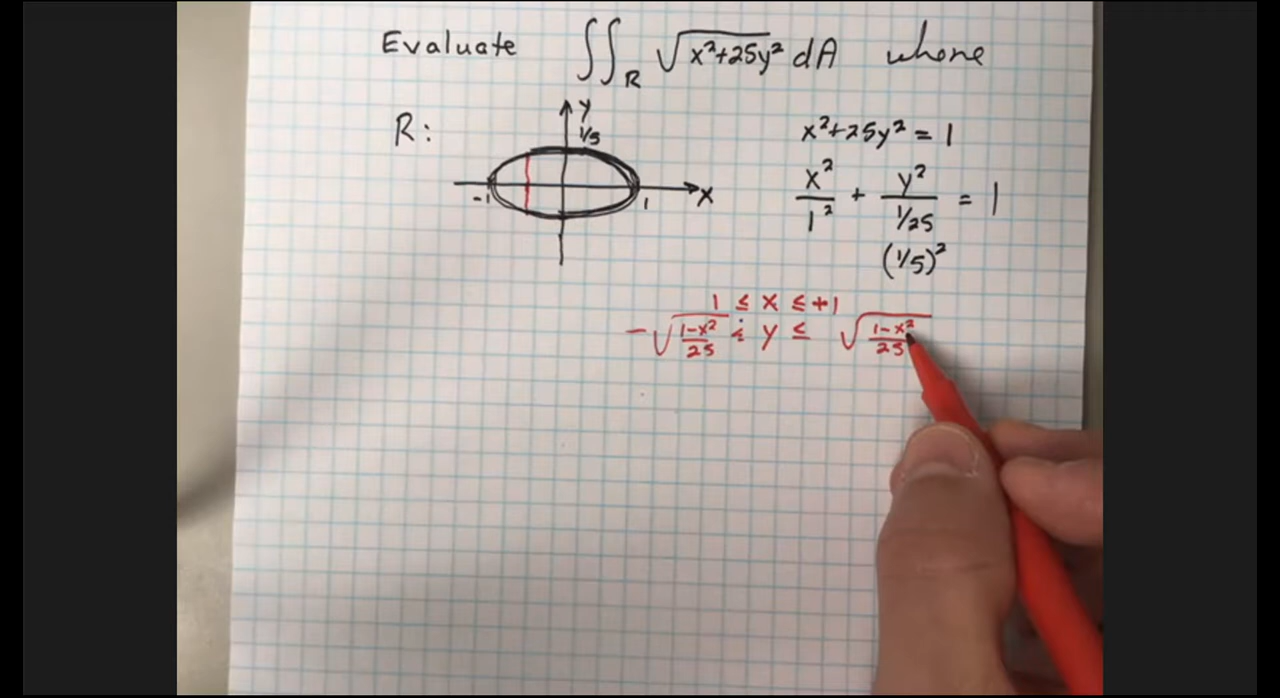 Evaluate ∬_R √(x²+25y²) dA where
R:
y
1/5
-1
1
x
x²+25y² = 1
x²/1² + y²/(1/25) = 1
(1/5)²
1 ≤ x ≤ +1
-√((1-x²)/25) ≤ y ≤ √((1-x²)/25)